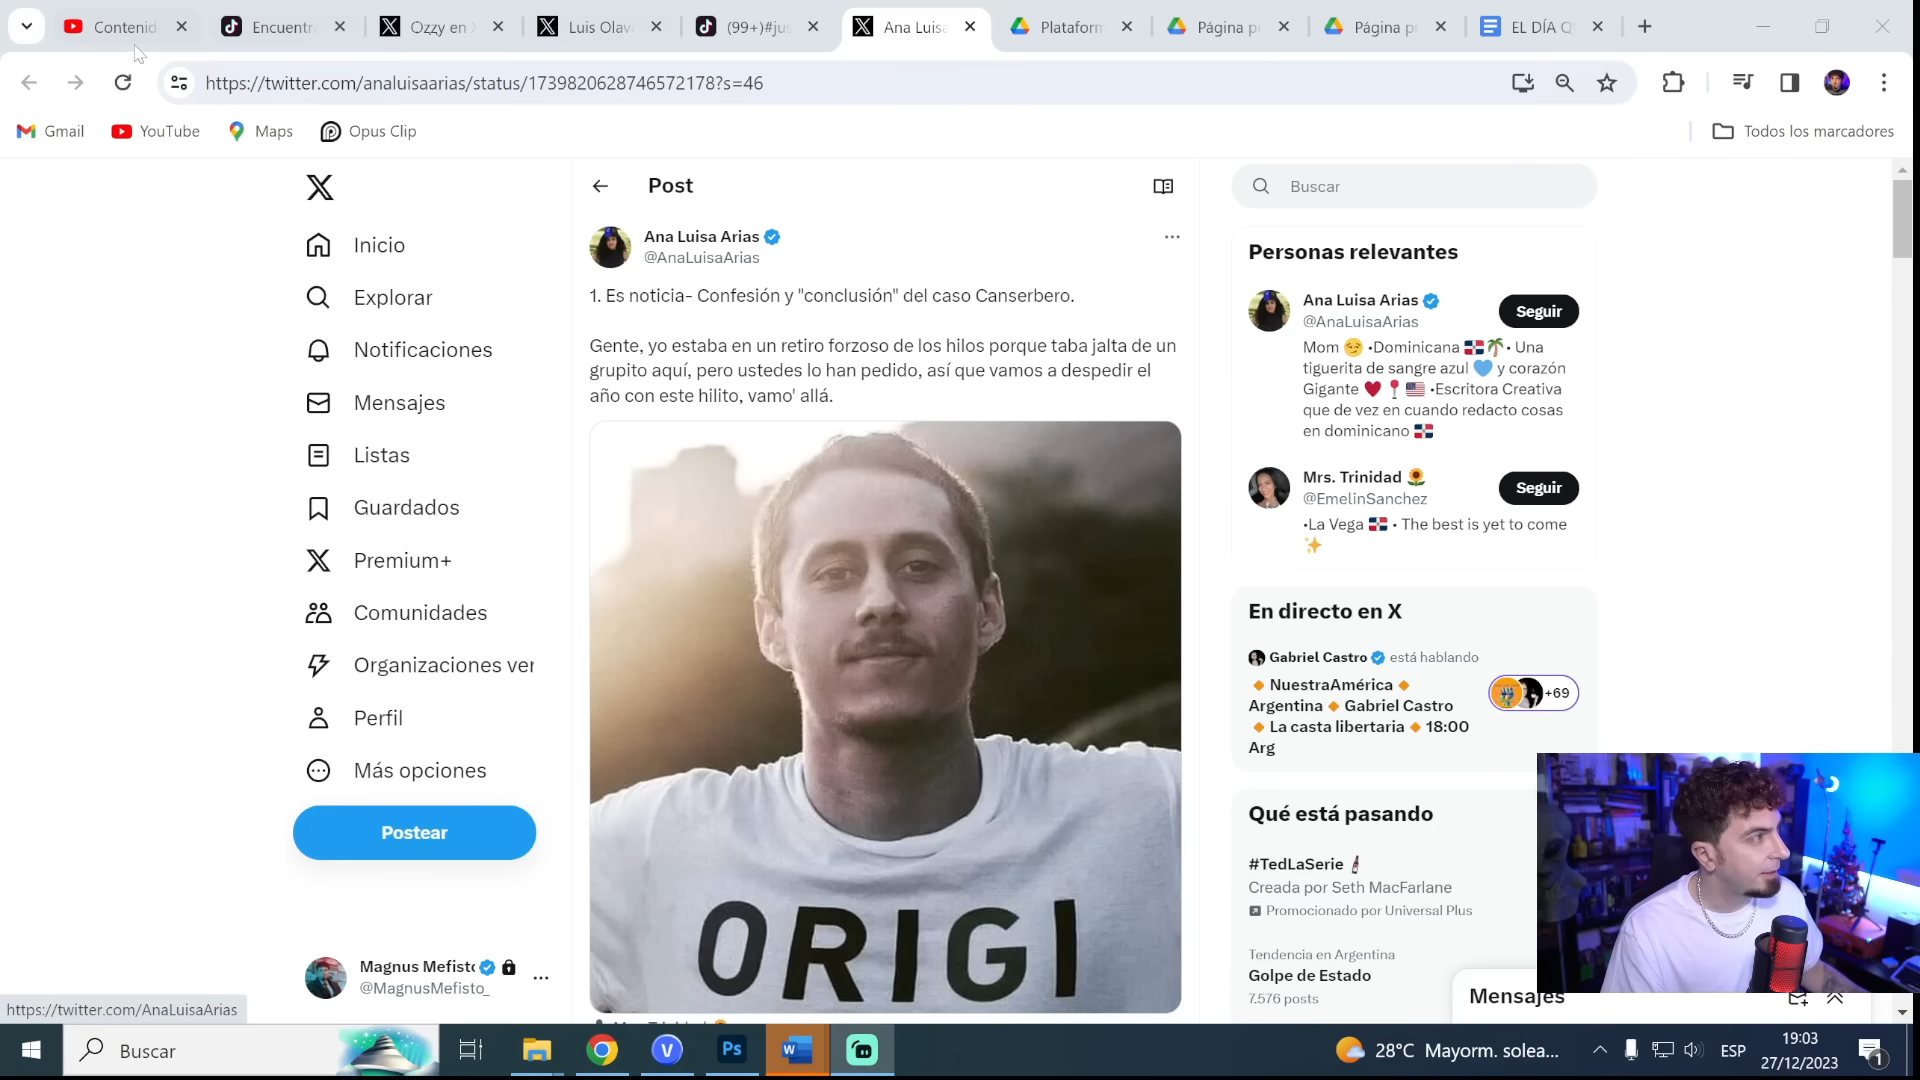 Contenid
Encuentra
Ozzy en X
Luis Olav
(99+)#jus
Ana Luisa
Plataform
Página p
Página p
EL DÍA Q
https://twitter.com/analuisaarias/status/1739820628746572178?s=46
Gmail
YouTube
Maps
Opus Clip
Todos los marcadores
Post
Buscar
Ana Luisa Arias
@AnaLuisaArias
1. Es noticia- Confesión y "conclusión" del caso Canserbero.
Gente, yo estaba en un retiro forzoso de los hilos porque taba jalta de un
grupito aquí, pero ustedes lo han pedido, así que vamos a despedir el
año con este hilito, vamo' allá.
ORIGI
Inicio
Explorar
Notificaciones
Mensajes
Listas
Guardados
Premium+
Comunidades
Organizaciones ver
Perfil
Más opciones
Postear
Magnus Mefisto
@MagnusMefisto_
Personas relevantes
Ana Luisa Arias
@AnaLuisaArias
Seguir
Mom 😏 •Dominicana 🇩🇴🌴• Una
tiguerita de sangre azul 💙 y corazón
Gigante ♥️📍🇺🇸 •Escritora Creativa
que de vez en cuando redacto cosas
en dominicano 🇩🇴
Mrs. Trinidad 🌻
@EmelinSanchez
Seguir
•La Vega 🇩🇴 • The best is yet to come
✨
En directo en X
Gabriel Castro está hablando
🔸 NuestraAmérica 🔸
Argentina 🔸 Gabriel Castro
🔸 La casta libertaria 🔸 18:00
Arg
+69
Qué está pasando
#TedLaSerie
Creada por Seth MacFarlane
Promocionado por Universal Plus
Tendencia en Argentina
Golpe de Estado
7.576 posts
Mensajes
https://twitter.com/AnaLuisaArias
Buscar
V
Ps
W
28°C Mayorm. solea...
ESP
19:03
27/12/2023
1